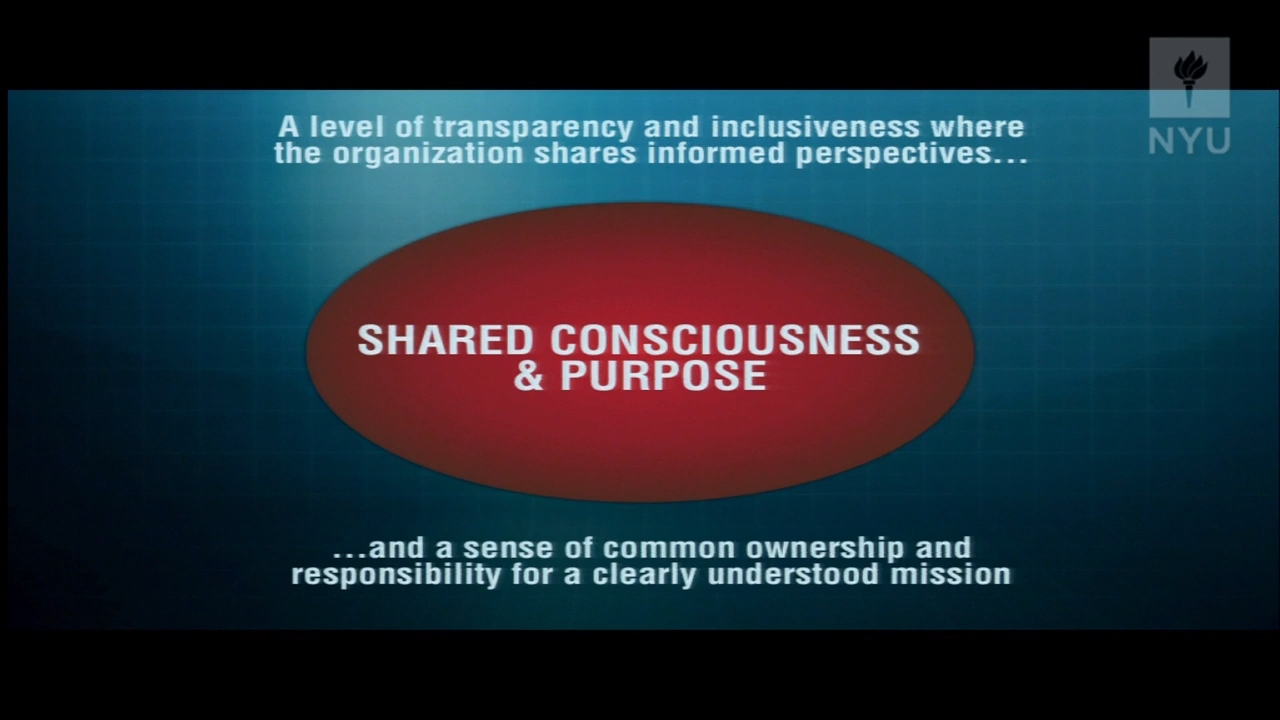 A level of transparency and inclusiveness where
the organization shares informed perspectives...
SHARED CONSCIOUSNESS
& PURPOSE
...and a sense of common ownership and
responsibility for a clearly understood mission
NYU